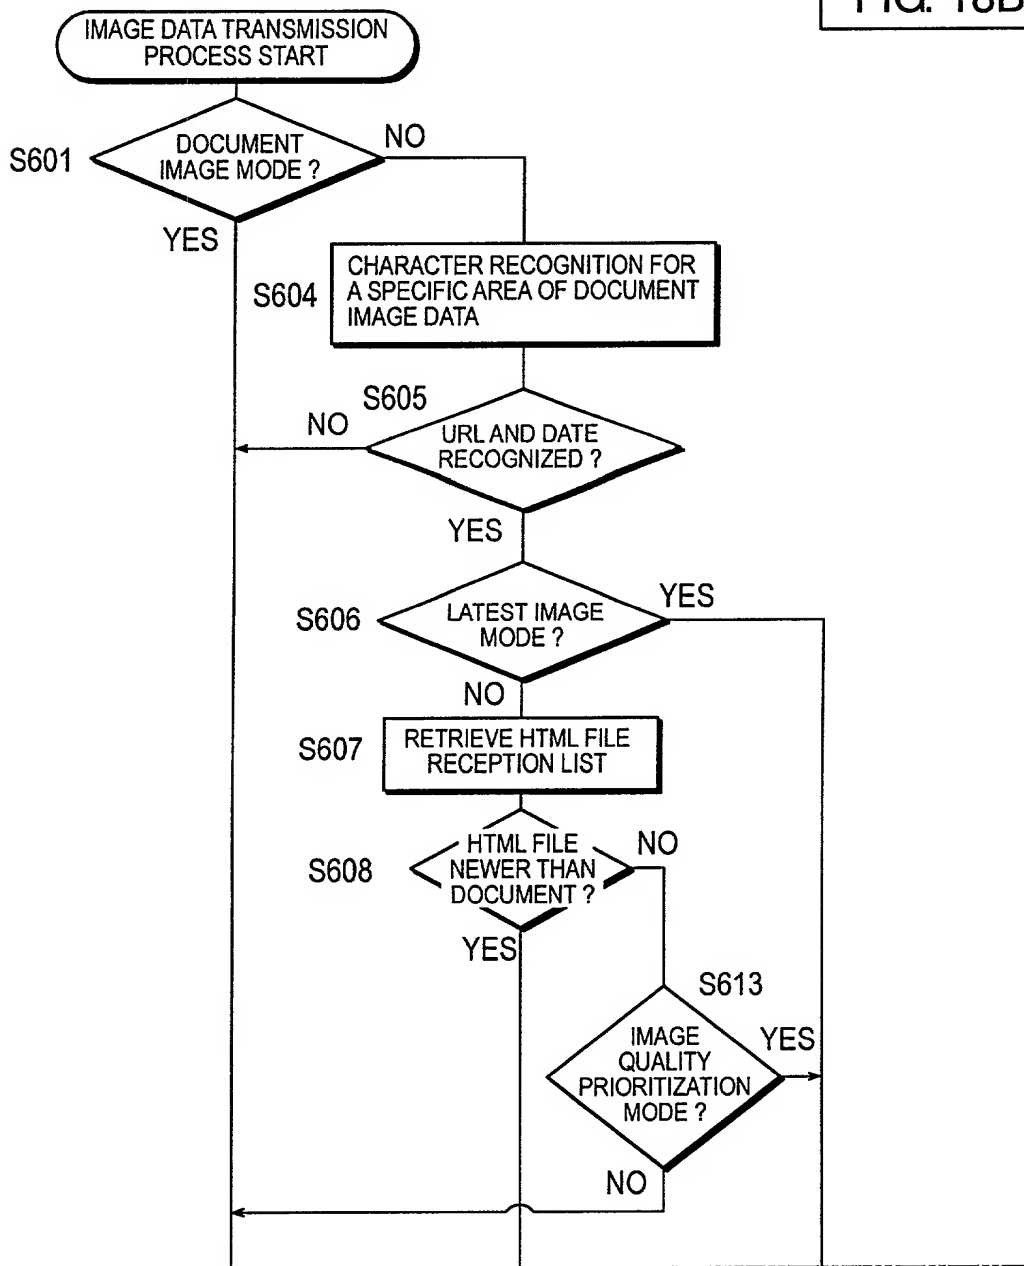 FIG. 18B
IMAGE DATA TRANSMISSION
PROCESS START
S601
DOCUMENT
IMAGE MODE ?
NO
YES
S604
CHARACTER RECOGNITION FOR
A SPECIFIC AREA OF DOCUMENT
IMAGE DATA
S605
NO
URL AND DATE
RECOGNIZED ?
YES
S606
LATEST IMAGE
MODE ?
YES
NO
S607
RETRIEVE HTML FILE
RECEPTION LIST
S608
HTML FILE
NEWER THAN
DOCUMENT ?
NO
YES
S613
IMAGE
QUALITY
PRIORITIZATION
MODE ?
YES
NO